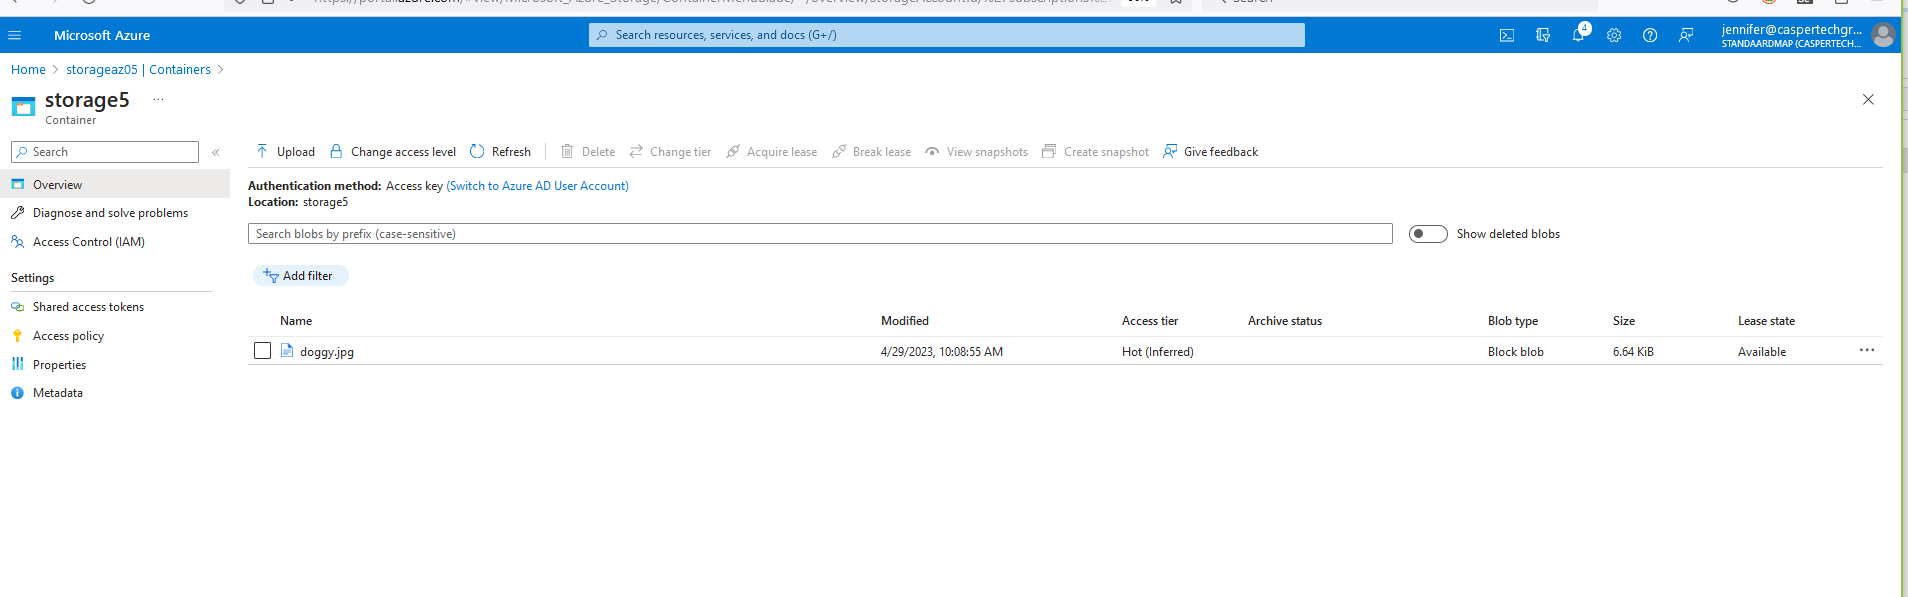 Microsoft Azure
Search resources, services, and docs (G+/)
4
jennifer@caspertechgr...
STANDAARDMAP (CASPERTECH...
Home > storageaz05 | Containers >
storage5 ...
Container
Search «
Upload Change access level Refresh Delete Change tier Acquire lease Break lease View snapshots Create snapshot Give feedback
Overview
Diagnose and solve problems
Access Control (IAM)
Settings
Shared access tokens
Access policy
Properties
Metadata
Authentication method: Access key (Switch to Azure AD User Account)
Location: storage5
Search blobs by prefix (case-sensitive)
Show deleted blobs
Add filter
Name Modified Access tier Archive status Blob type Size Lease state
doggy.jpg 4/29/2023, 10:08:55 AM Hot (Inferred) Block blob 6.64 KiB Available ...